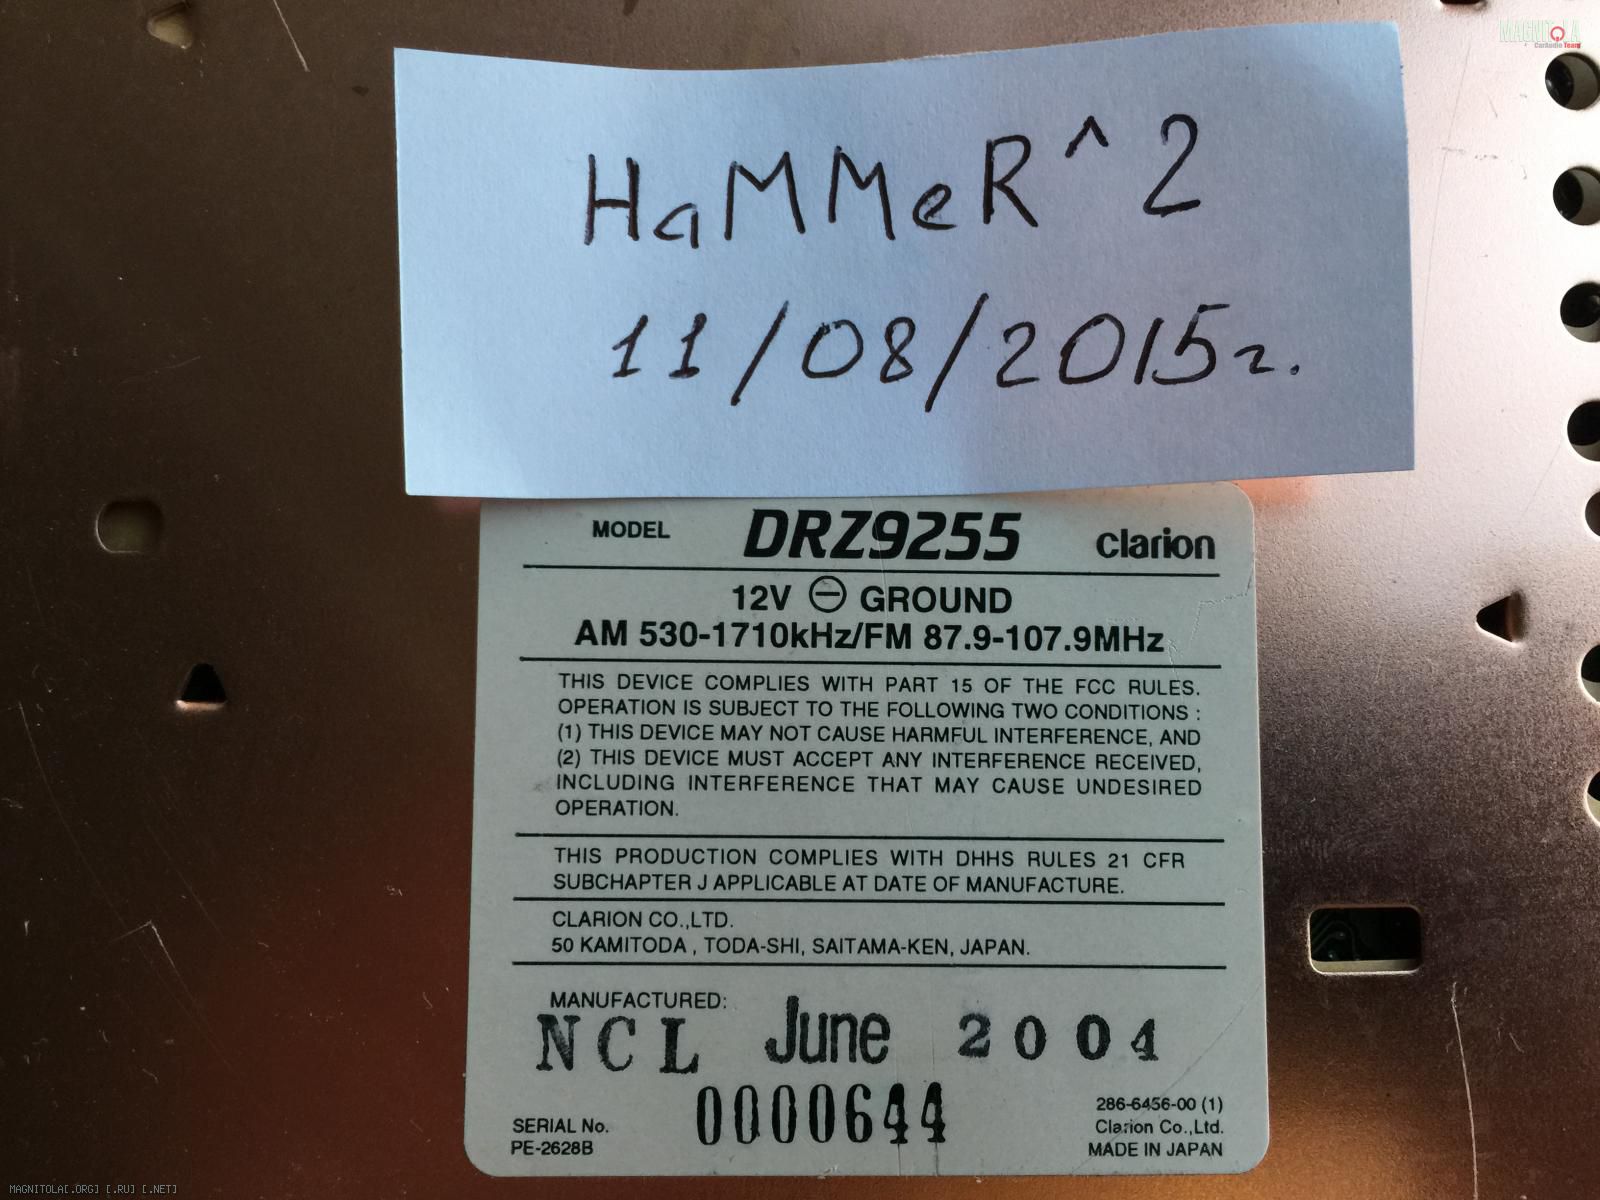 MAGNITOLA
CarAudio Team
HaMMeR^2
11/08/2015г.
MODEL DRZ9255 clarion
12V ⊖ GROUND
AM 530-1710kHz/FM 87.9-107.9MHz
THIS DEVICE COMPLIES WITH PART 15 OF THE FCC RULES.
OPERATION IS SUBJECT TO THE FOLLOWING TWO CONDITIONS :
(1) THIS DEVICE MAY NOT CAUSE HARMFUL INTERFERENCE, AND
(2) THIS DEVICE MUST ACCEPT ANY INTERFERENCE RECEIVED,
INCLUDING INTERFERENCE THAT MAY CAUSE UNDESIRED
OPERATION.
THIS PRODUCTION COMPLIES WITH DHHS RULES 21 CFR
SUBCHAPTER J APPLICABLE AT DATE OF MANUFACTURE.
CLARION CO.,LTD.
50 KAMITODA , TODA-SHI, SAITAMA-KEN, JAPAN.
MANUFACTURED:
NCL June 2004
0000644
SERIAL No.
PE-2628B
286-6456-00 (1)
Clarion Co.,Ltd.
MADE IN JAPAN
MAGNITOLA[.ORG] [.RU] [.NET]